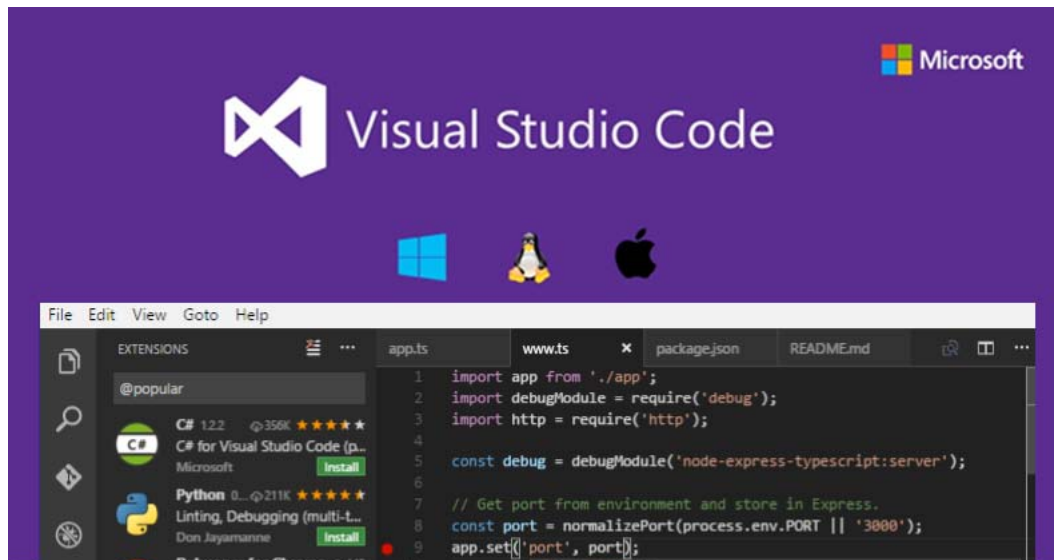 Microsoft
Visual Studio Code
File Edit View Goto Help
EXTENSIONS
@popular
C# 1.2.2 356K
C# for Visual Studio Code (p...
Microsoft Install
Python 0... 211K
Linting, Debugging (multi-t...
Don Jayamanne Install
C#
app.ts www.ts × package.json README.md ...
1 import app from './app';
2 import debugModule = require('debug');
3 import http = require('http');
4
5 const debug = debugModule('node-express-typescript:server');
6
7 // Get port from environment and store in Express.
8 const port = normalizePort(process.env.PORT || '3000');
9 app.set('port', port);